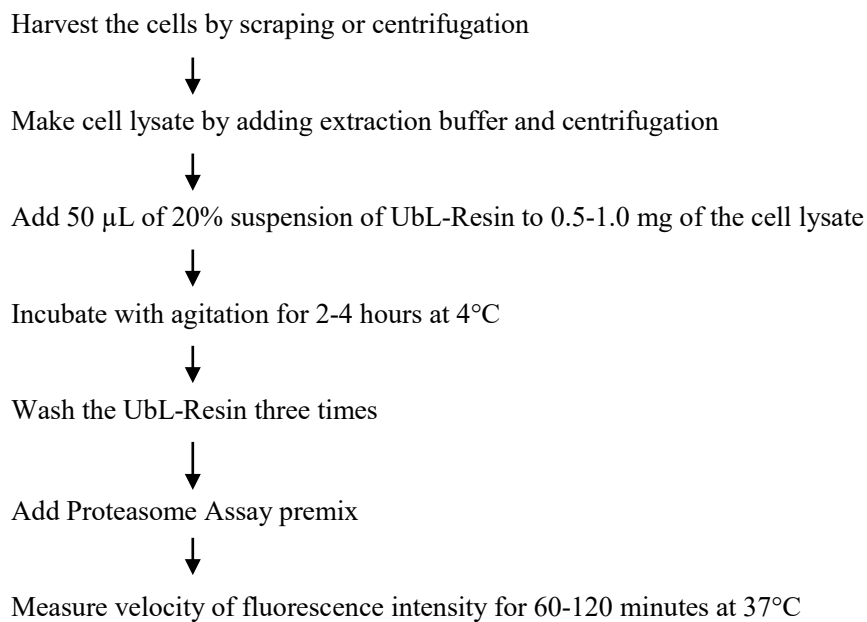 Harvest the cells by scraping or centrifugation
Make cell lysate by adding extraction buffer and centrifugation
Add 50 µL of 20% suspension of UbL-Resin to 0.5-1.0 mg of the cell lysate
Incubate with agitation for 2-4 hours at 4°C
Wash the UbL-Resin three times
Add Proteasome Assay premix
Measure velocity of fluorescence intensity for 60-120 minutes at 37°C